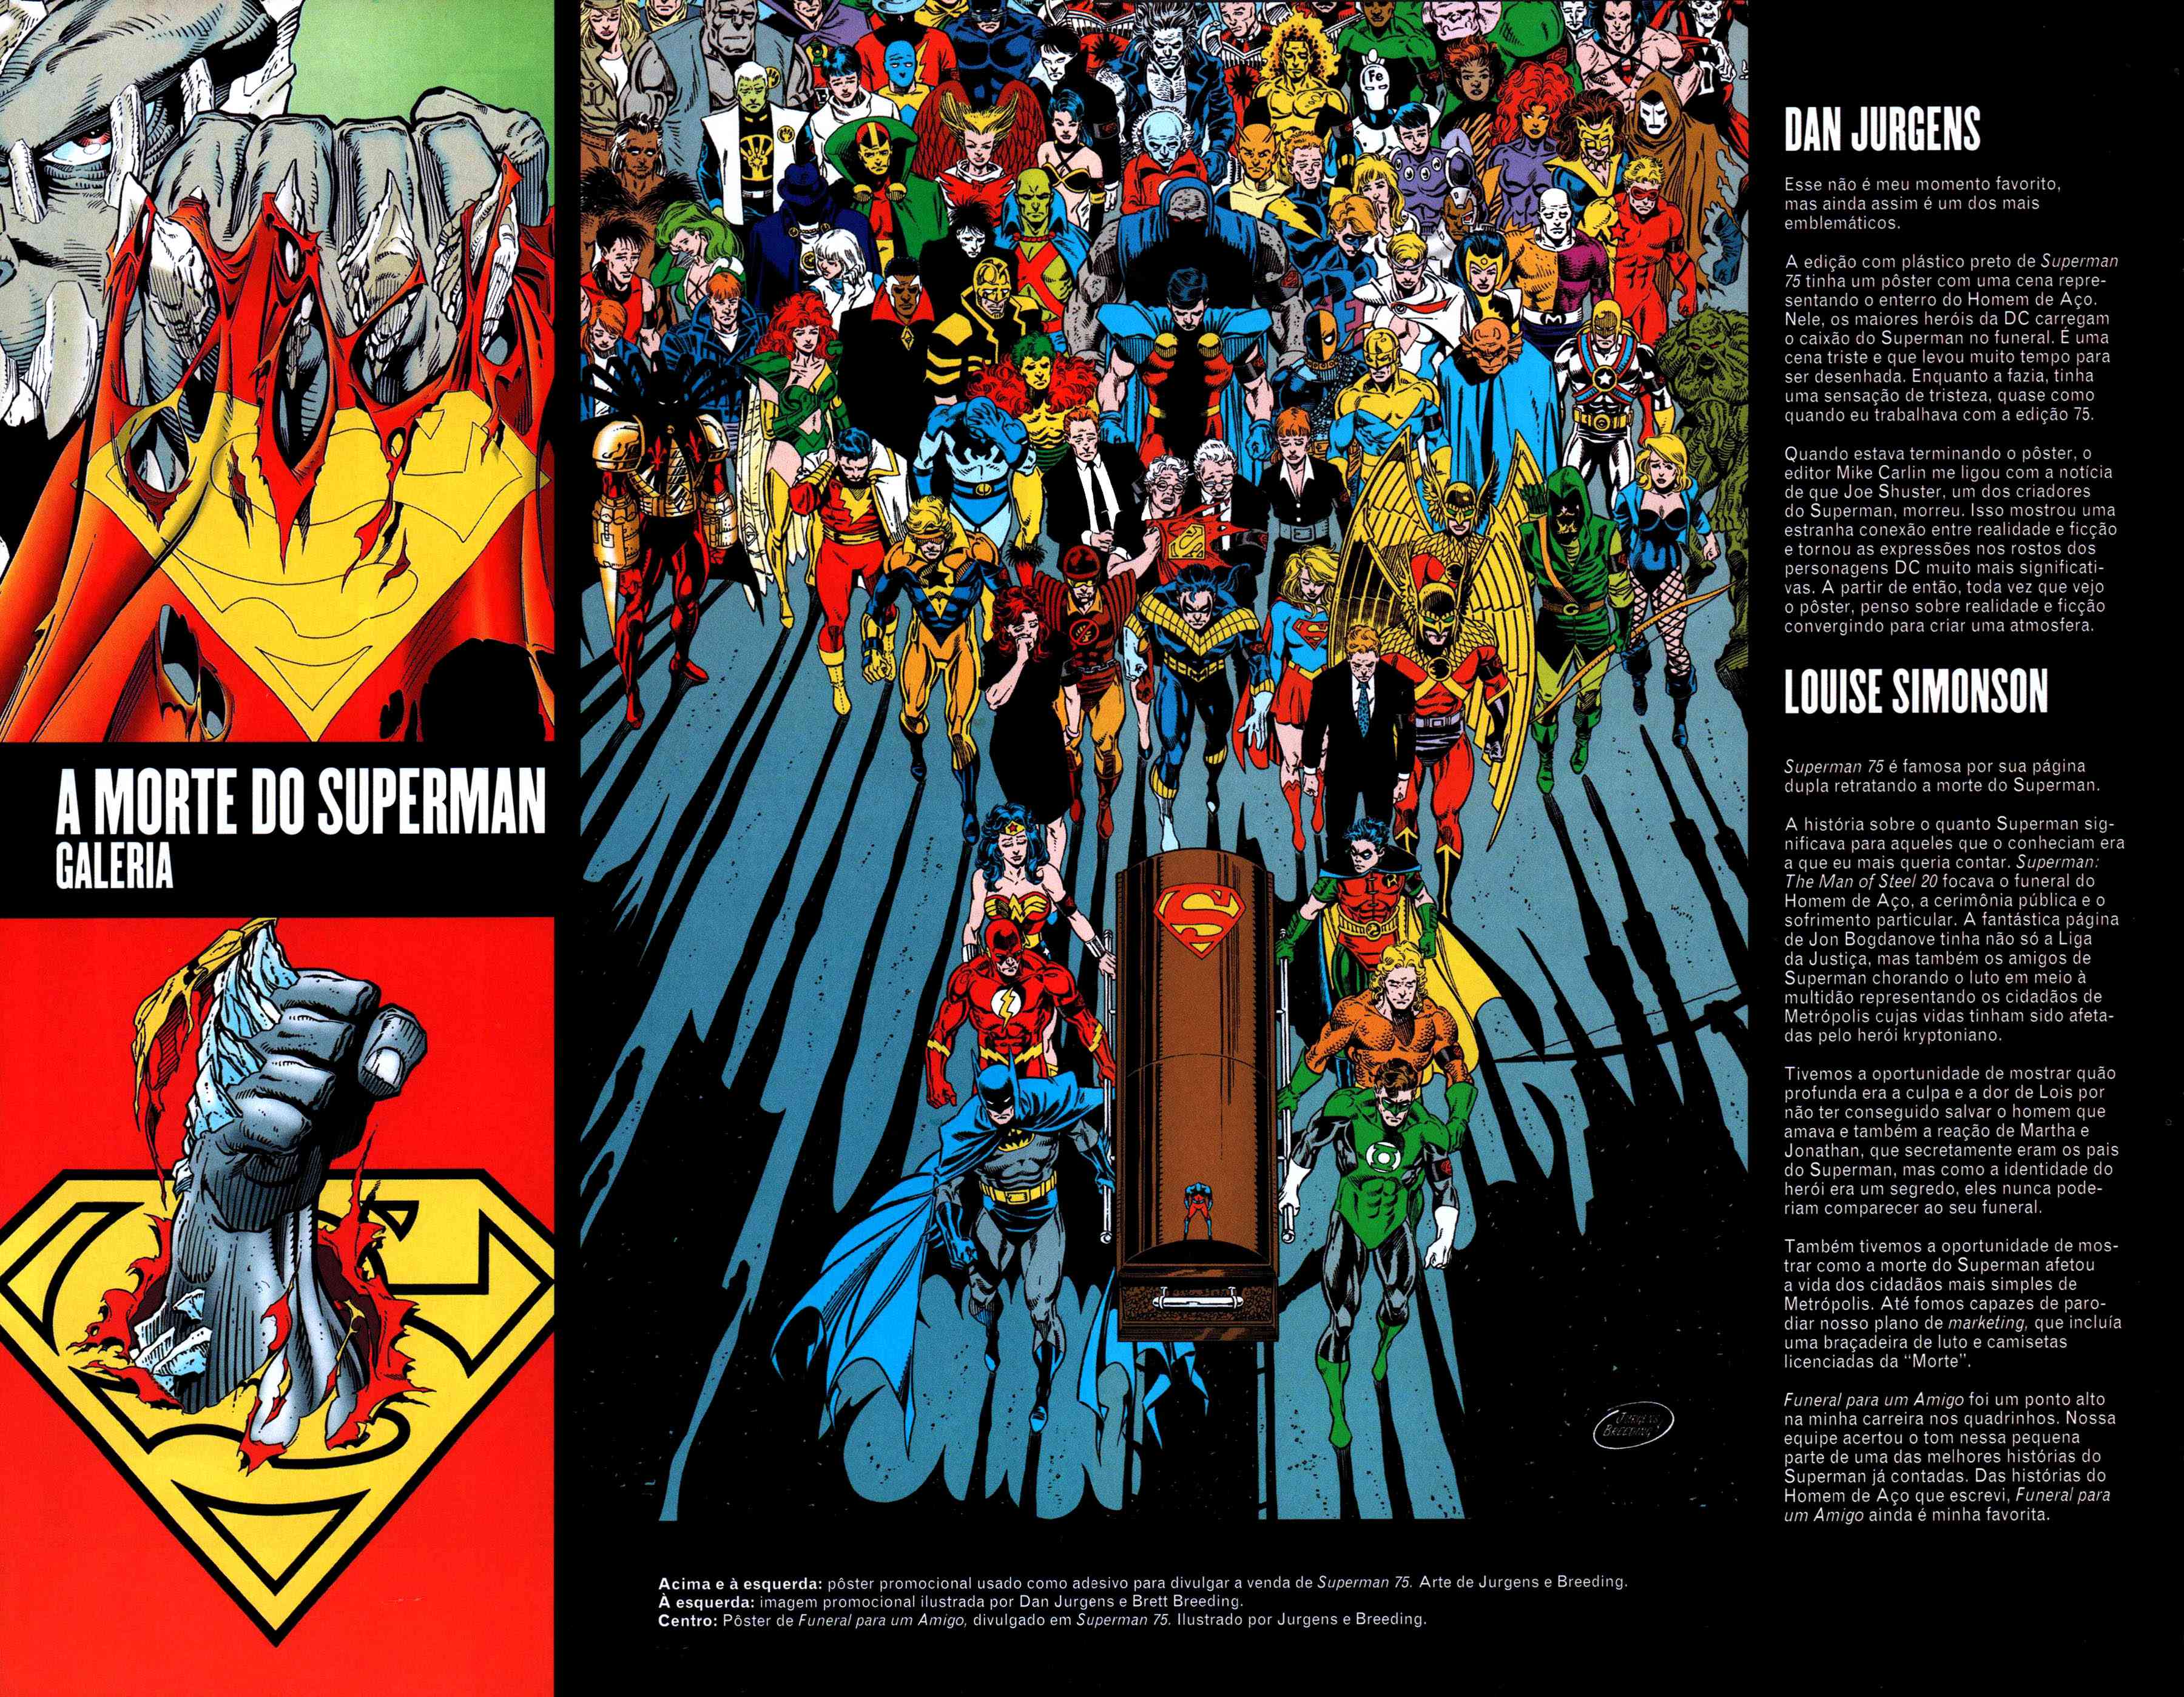 A MORTE DO SUPERMAN
GALERIA
Fe
JURGENS
BREEDING
DAN JURGENS
Esse não é meu momento favorito,
mas ainda assim é um dos mais
emblemáticos.
A edição com plástico preto de Superman
75 tinha um pôster com uma cena repre-
sentando o enterro do Homem de Aço.
Nele, os maiores heróis da DC carregam
o caixão do Superman no funeral. É uma
cena triste e que levou muito tempo para
ser desenhada. Enquanto a fazia, tinha
uma sensação de tristeza, quase como
quando eu trabalhava com a edição 75.
Quando estava terminando o pôster, o
editor Mike Carlin me ligou com a notícia
de que Joe Shuster, um dos criadores
do Superman, morreu. Isso mostrou uma
estranha conexão entre realidade e ficção
e tornou as expressões nos rostos dos
personagens DC muito mais significati-
vas. A partir de então, toda vez que vejo
o pôster, penso sobre realidade e ficção
convergindo para criar uma atmosfera.
LOUISE SIMONSON
Superman 75 é famosa por sua página
dupla retratando a morte do Superman.
A história sobre o quanto Superman sig-
nificava para aqueles que o conheciam era
a que eu mais queria contar. Superman:
The Man of Steel 20 focava o funeral do
Homem de Aço, a cerimônia pública e o
sofrimento particular. A fantástica página
de Jon Bogdanove tinha não só a Liga
da Justiça, mas também os amigos de
Superman chorando o luto em meio à
multidão representando os cidadãos de
Metrópolis cujas vidas tinham sido afeta-
das pelo herói kryptoniano.
Tivemos a oportunidade de mostrar quão
profunda era a culpa e a dor de Lois por
não ter conseguido salvar o homem que
amava e também a reação de Martha e
Jonathan, que secretamente eram os pais
do Superman, mas como a identidade do
herói era um segredo, eles nunca pode-
riam comparecer ao seu funeral.
Também tivemos a oportunidade de mos-
trar como a morte do Superman afetou
a vida dos cidadãos mais simples de
Metrópolis. Até fomos capazes de paro-
diar nosso plano de marketing, que incluía
uma braçadeira de luto e camisetas
licenciadas da “Morte”.
Funeral para um Amigo foi um ponto alto
na minha carreira nos quadrinhos. Nossa
equipe acertou o tom nessa pequena
parte de uma das melhores histórias do
Superman já contadas. Das histórias do
Homem de Aço que escrevi, Funeral para
um Amigo ainda é minha favorita.
Acima e à esquerda: pôster promocional usado como adesivo para divulgar a venda de Superman 75. Arte de Jurgens e Breeding.
À esquerda: imagem promocional ilustrada por Dan Jurgens e Brett Breeding.
Centro: Pôster de Funeral para um Amigo, divulgado em Superman 75. Ilustrado por Jurgens e Breeding.